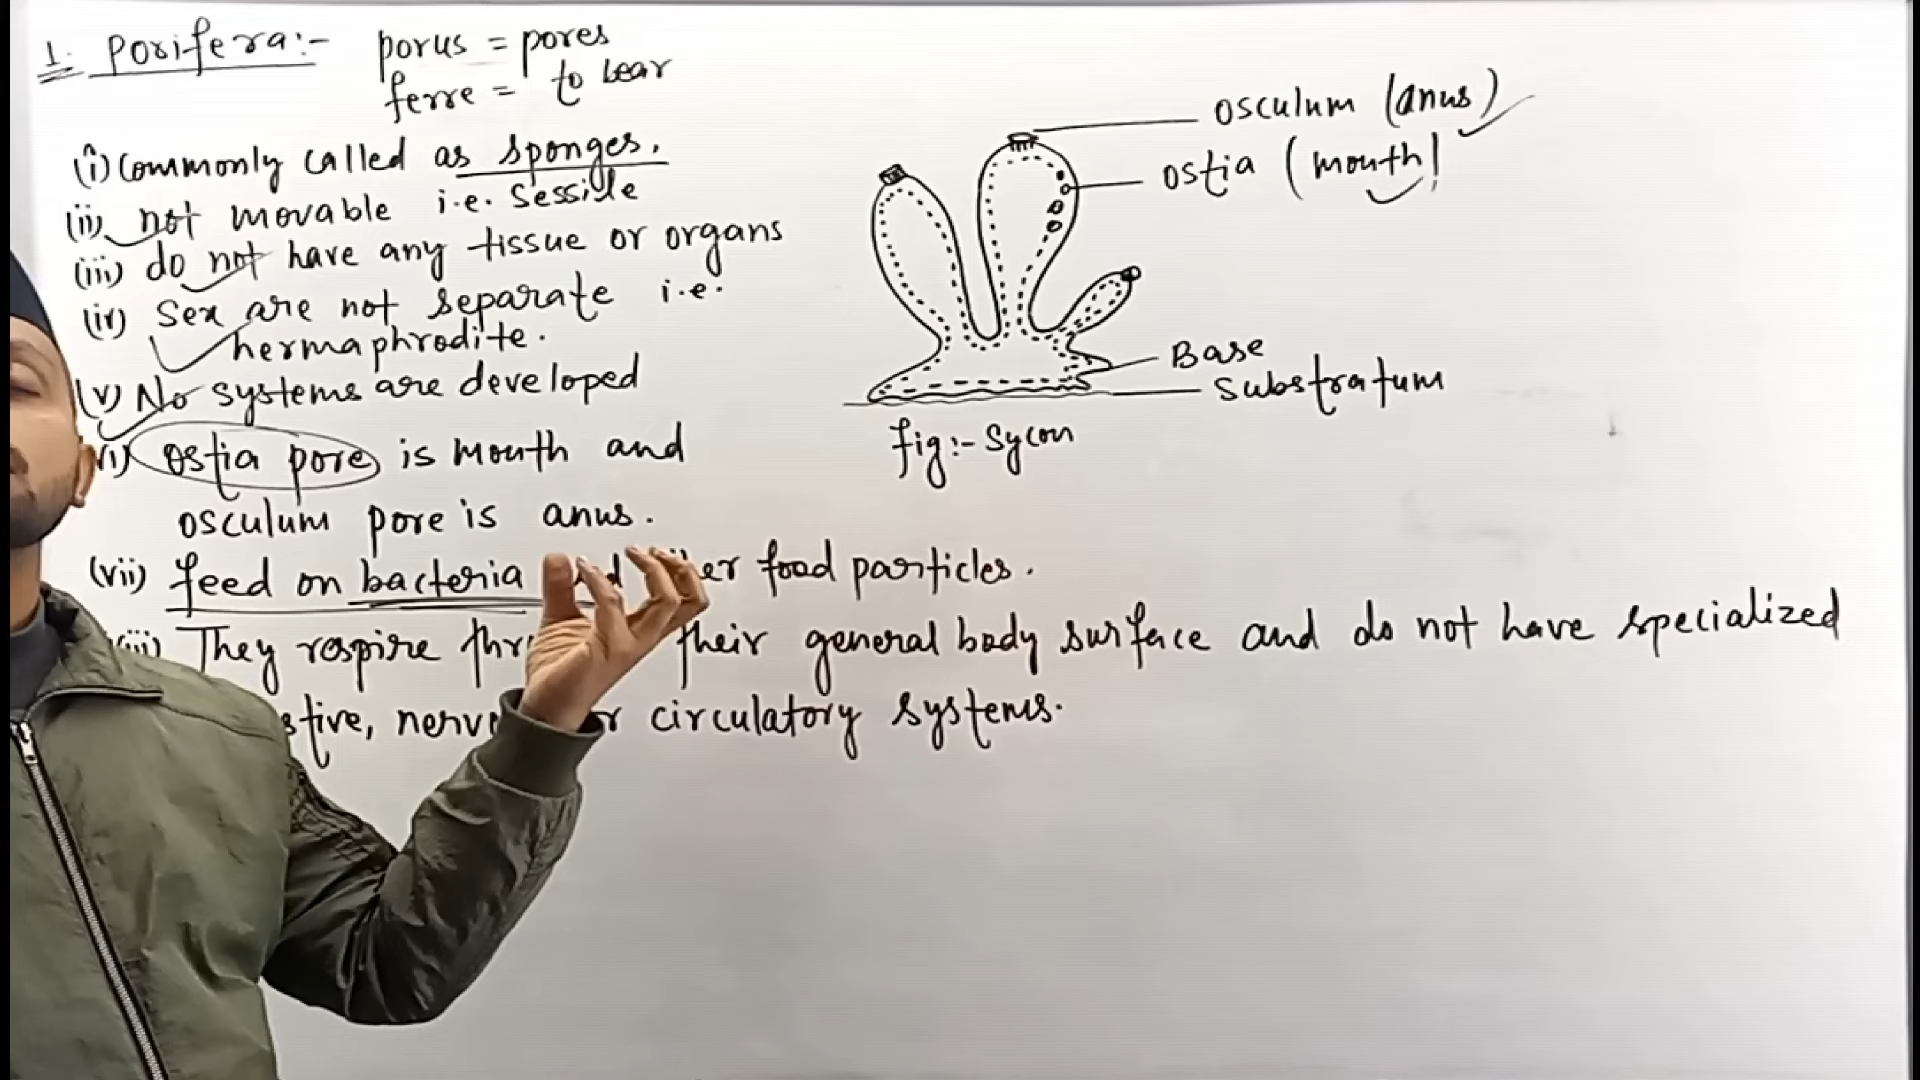 1. Porifera:- porus = pores
ferre = to bear
(i) Commonly called as sponges.
(ii) not movable i.e. sessile
(iii) do not have any tissue or organs
(iv) Sex are not separate i.e.
hermaphrodite.
(v) No systems are developed
ostia pore is mouth and
osculum pore is anus.
(vii) feed on bacteria food particles.
They respire their general body surface and do not have specialized
circulatory systems.
osculum (anus)
ostia (mouth)
Base
Substratum
fig:- Sycon